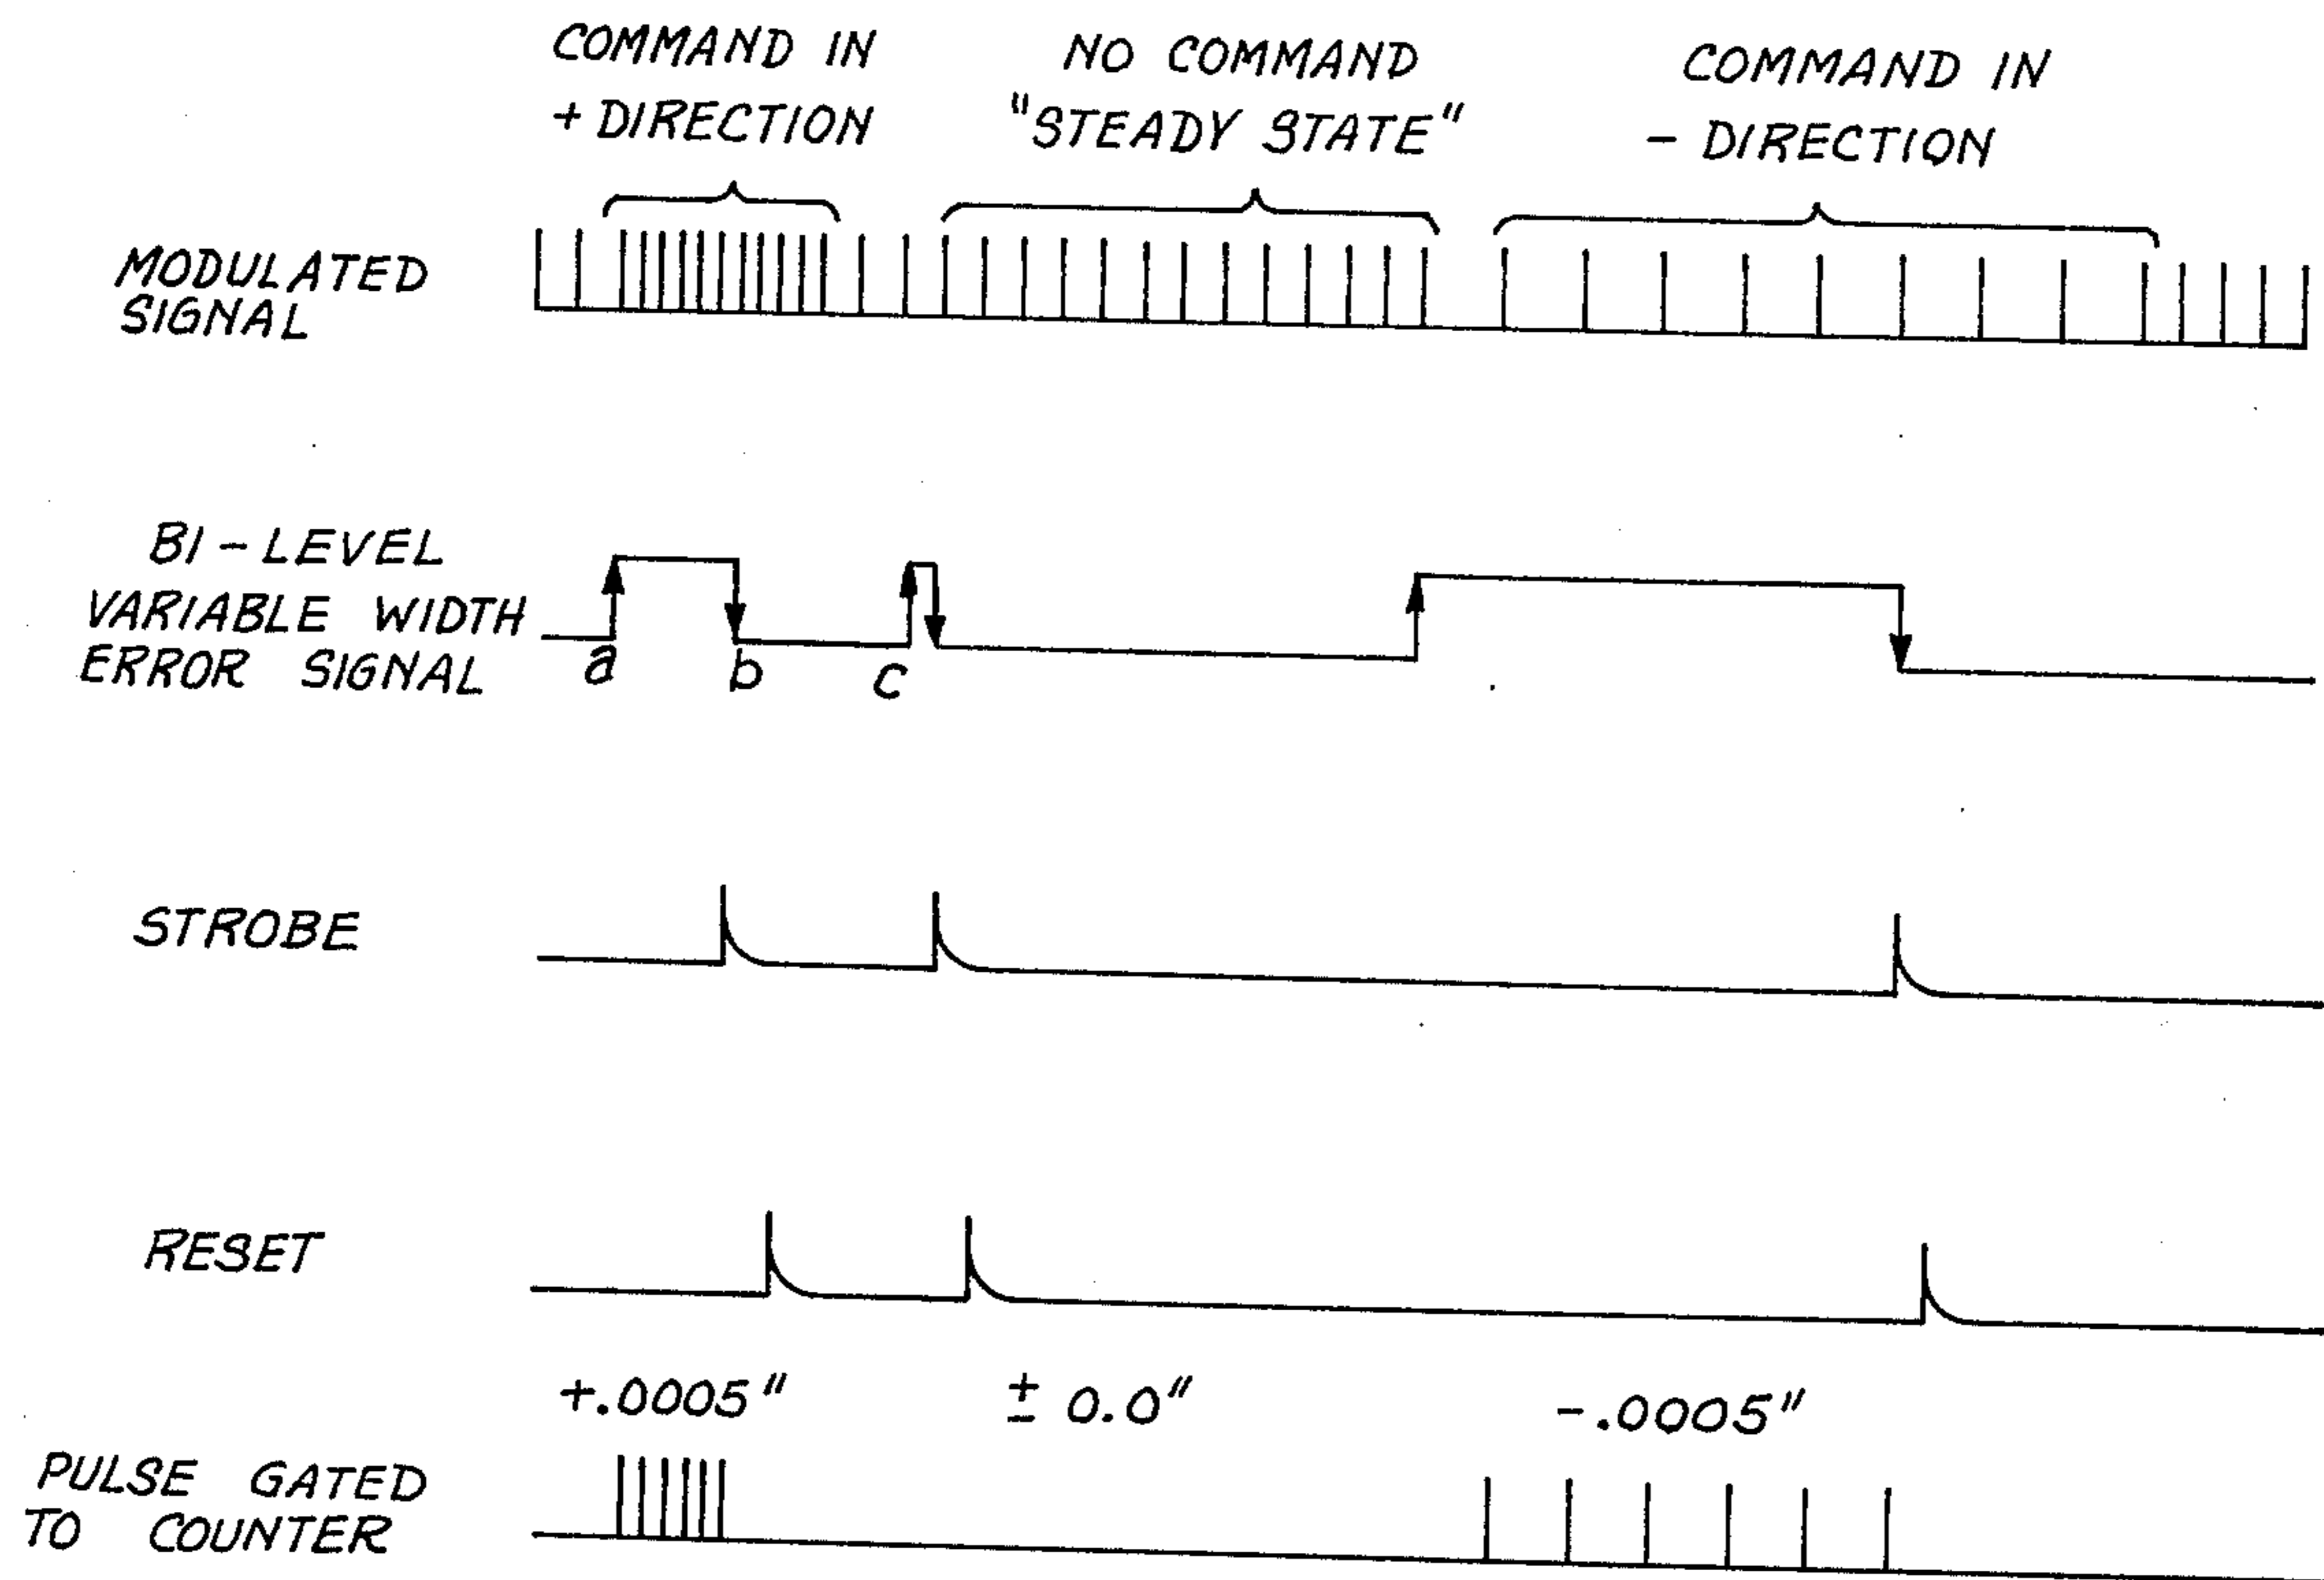 COMMAND IN
+ DIRECTION
NO COMMAND
"STEADY STATE"
COMMAND IN
- DIRECTION
MODULATED
SIGNAL
BI-LEVEL
VARIABLE WIDTH
ERROR SIGNAL
a
b
c
STROBE
RESET
+.0005"
± 0.0"
-.0005"
PULSE GATED
TO COUNTER